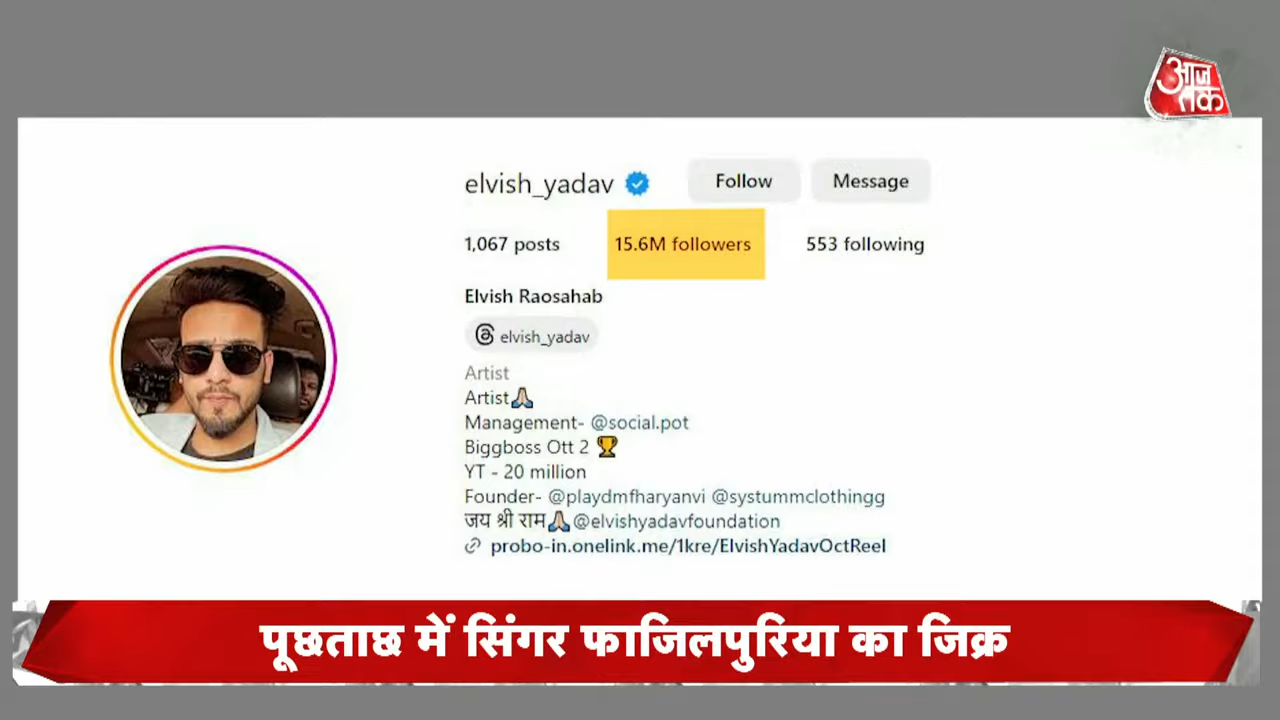 आज
तक
elvish_yadav Follow Message
1,067 posts 15.6M followers 553 following
Elvish Raosahab
elvish_yadav
Artist
Artist🙏🏼
Management- @social.pot
Biggboss Ott 2 🏆
YT - 20 million
Founder- @playdmfharyanvi @systummclothingg
जय श्री राम🙏🏼@elvishyadavfoundation
probo-in.onelink.me/1kre/ElvishYadavOctReel
पूछताछ में सिंगर फाजिलपुरिया का जिक्र